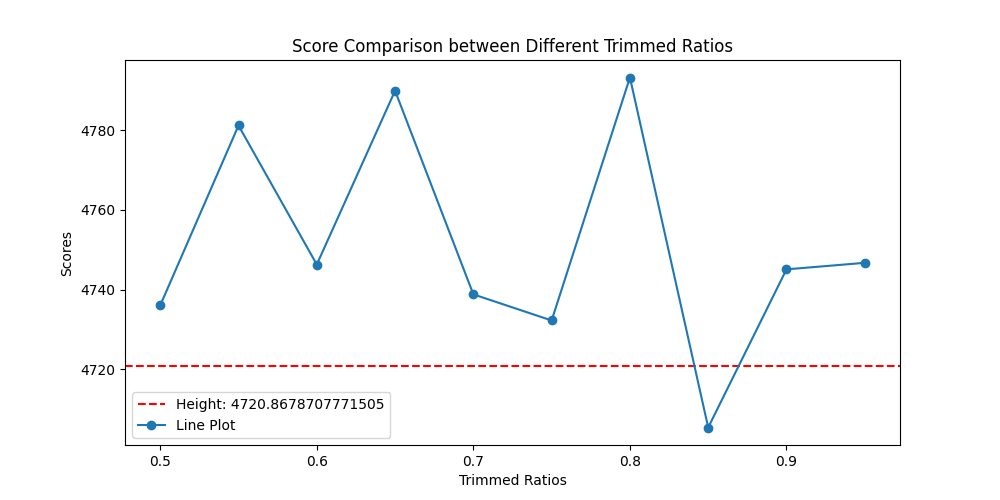 Score Comparison between Different Trimmed Ratios
Scores
4780
4760
4740
4720
Height: 4720.8678707771505
Line Plot
0.5 0.6 0.7 0.8 0.9
Trimmed Ratios